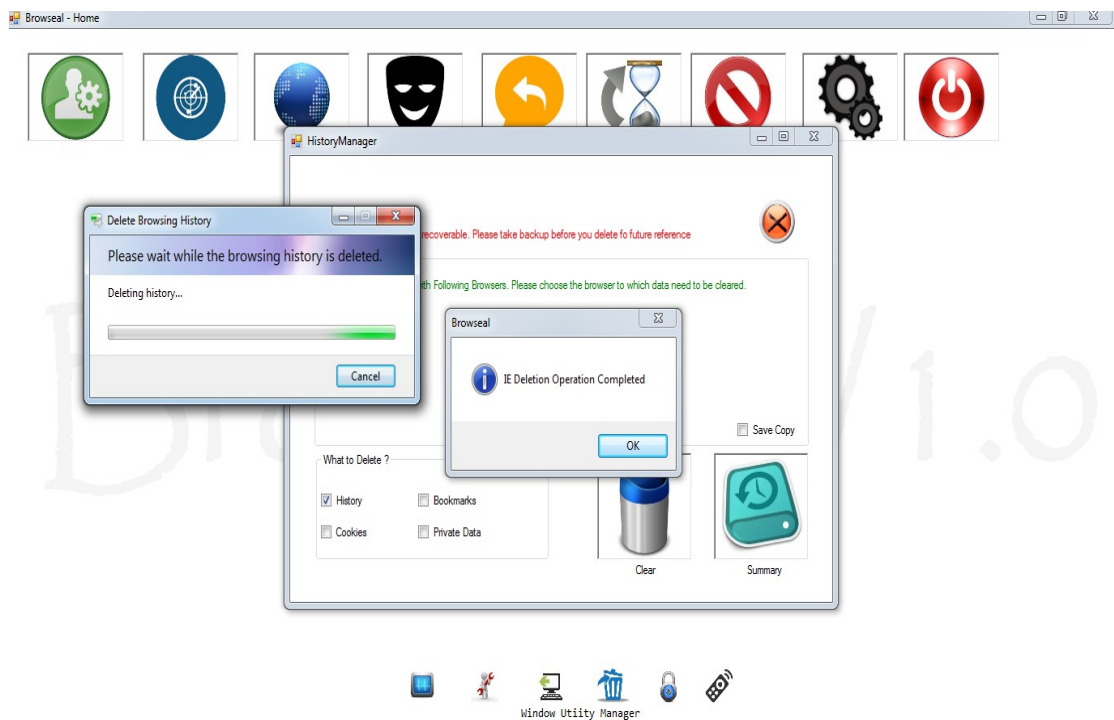 Browseal - Home
HistoryManager
Delete Browsing History
recoverable. Please take backup before you delete fo future reference
Please wait while the browsing history is deleted.
Deleting history...
ith Following Browsers. Please choose the browser to which data need to be cleared.
Browseal
Cancel
IE Deletion Operation Completed
Save Copy
OK
What to Delete ?
History
Bookmarks
Cookies
Private Data
Clear
Summary
1.0
Window Utiity Manager